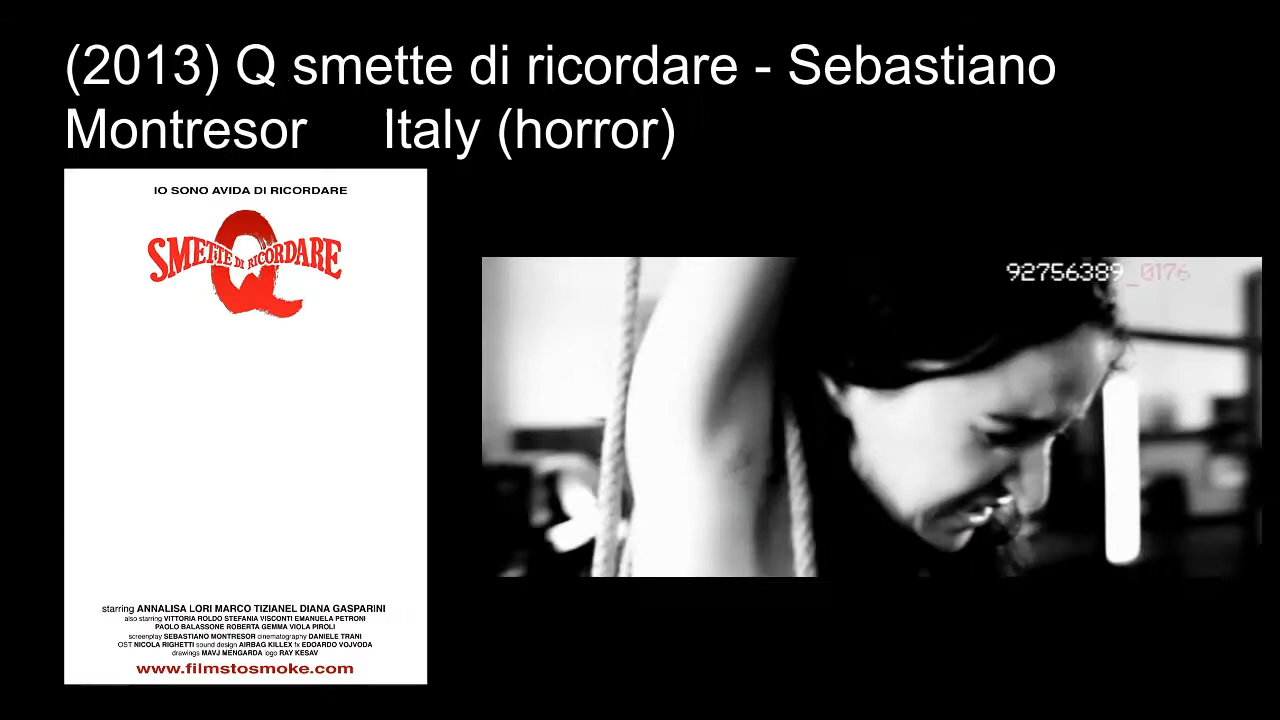 (2013) Q smette di ricordare - Sebastiano
Montresor Italy (horror)
IO SONO AVIDA DI RICORDARE
Q
SMETTE DI RICORDARE
starring ANNALISA LORI MARCO TIZIANEL DIANA GASPARINI
also starring VITTORIA ROLDO STEFANIA VISCONTI EMANUELA PETRONI
PAOLO BALASSONE ROBERTA GEMMA VIOLA PIROLI
screenplay SEBASTIANO MONTRESOR cinematography DANIELE TRANI
OST NICOLA RIGHETTI sound design AIRBAG KILLEX fx EDOARDO VOJVODA
drawings MAVJ MENGARDA logo RAY KESAV
www.filmstosmoke.com
92756389_0176